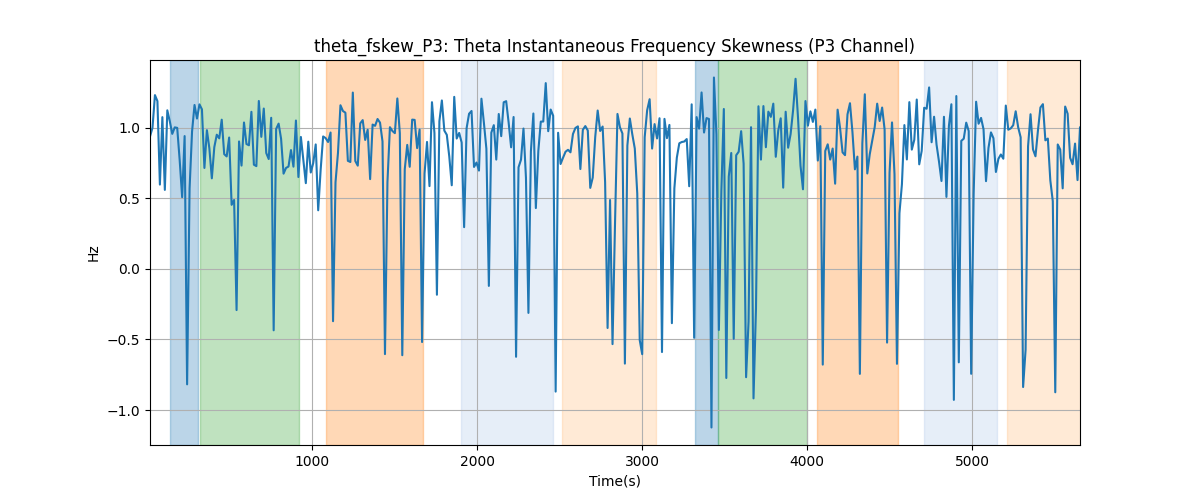 theta_fskew_P3: Theta Instantaneous Frequency Skewness (P3 Channel)
1.0
0.5
0.0
−0.5
−1.0
Hz
1000 2000 3000 4000 5000
Time(s)